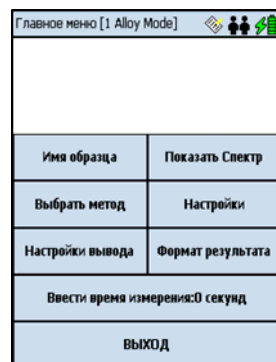 Главное меню [1 Alloy Mode]
Имя образца
Показать Спектр
Выбрать метод
Настройки
Настройки вывода
Формат результата
Ввести время измерения:0 секунд
ВЫХОД